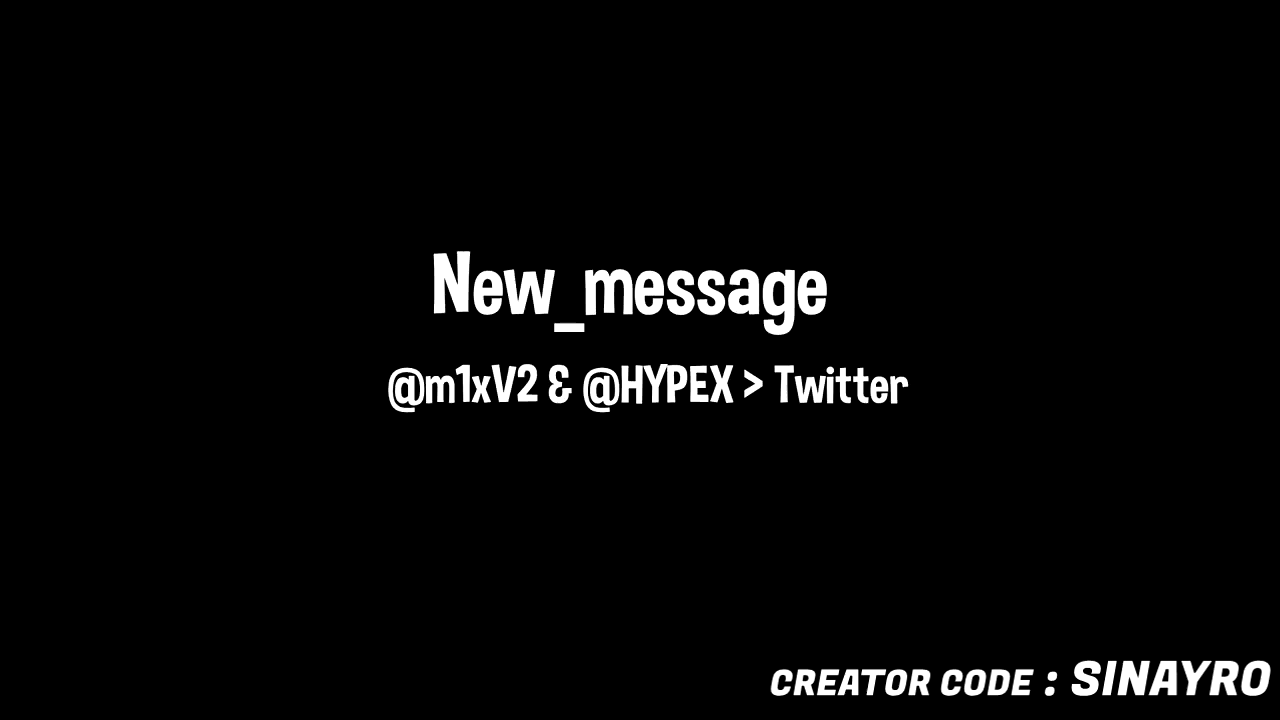 New_message
@m1xV2 & @HYPEX > Twitter
CREATOR CODE : SINAYRO